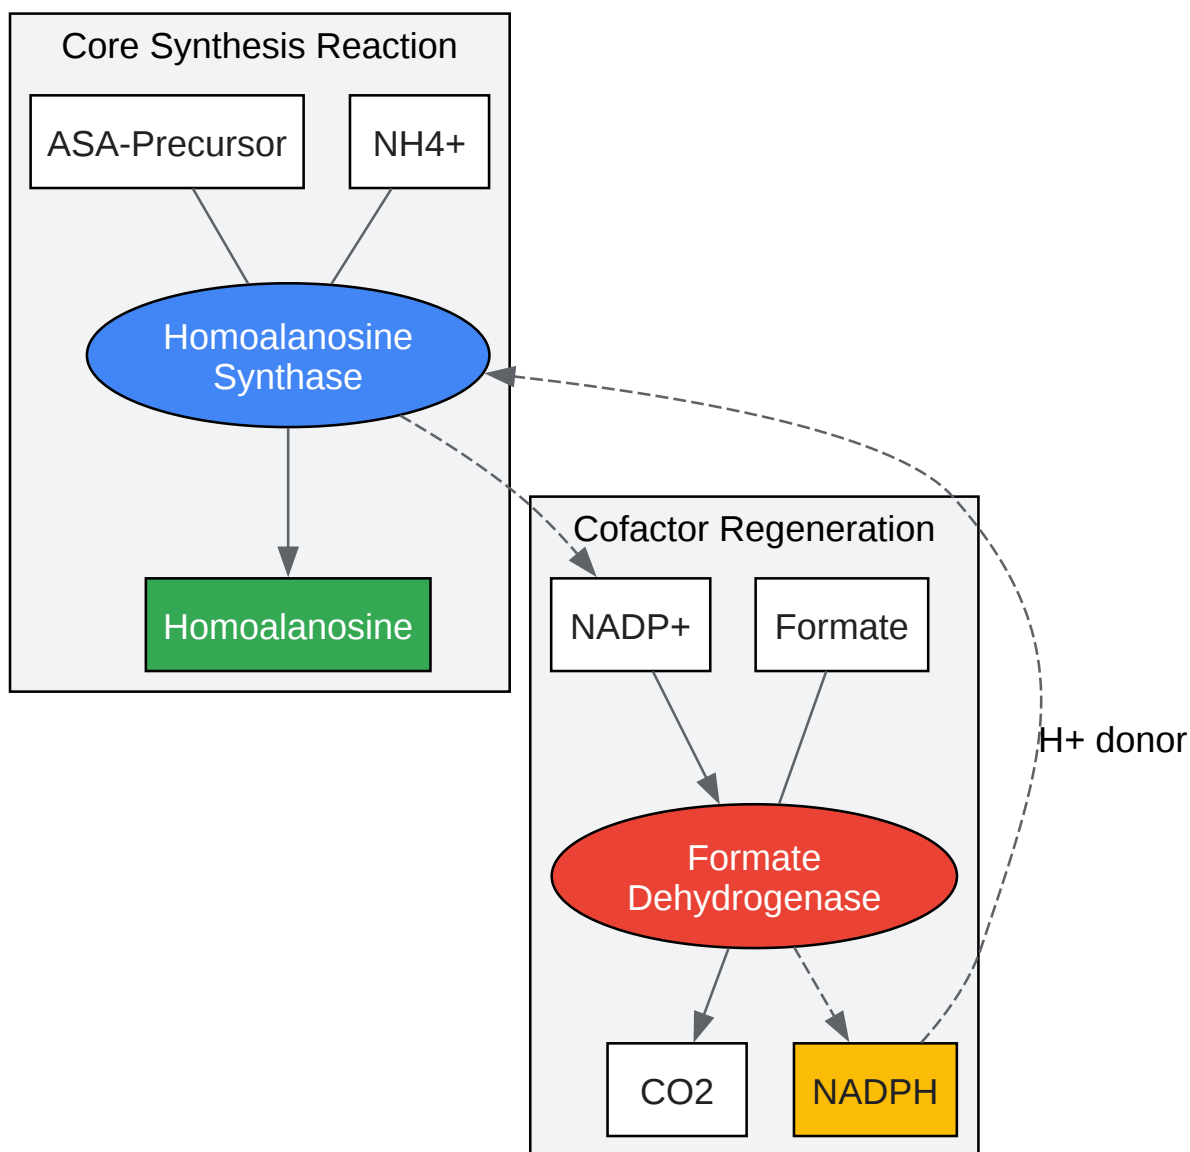 Core Synthesis Reaction
ASA-Precursor
NH4+
Homoalanosine
Synthase
Homoalanosine
Cofactor Regeneration
NADP+
Formate
H+ donor
Formate
Dehydrogenase
CO2
NADPH